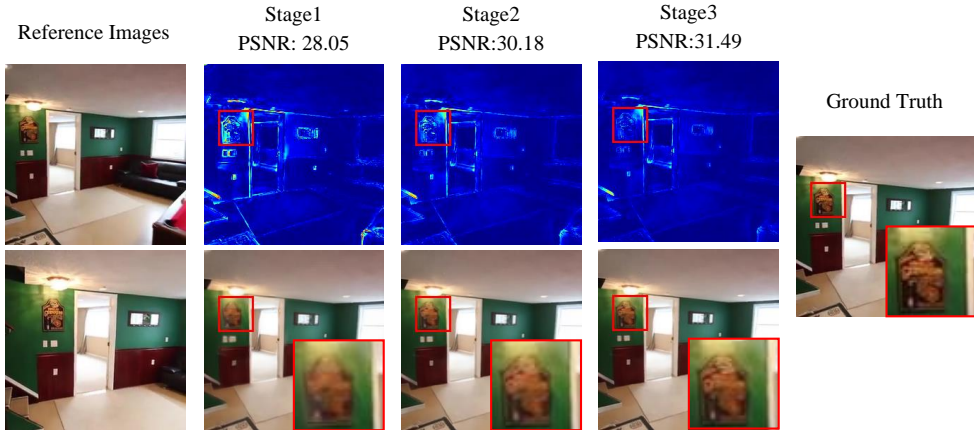 Reference Images
Stage1
PSNR: 28.05
Stage2
PSNR:30.18
Stage3
PSNR:31.49
Ground Truth